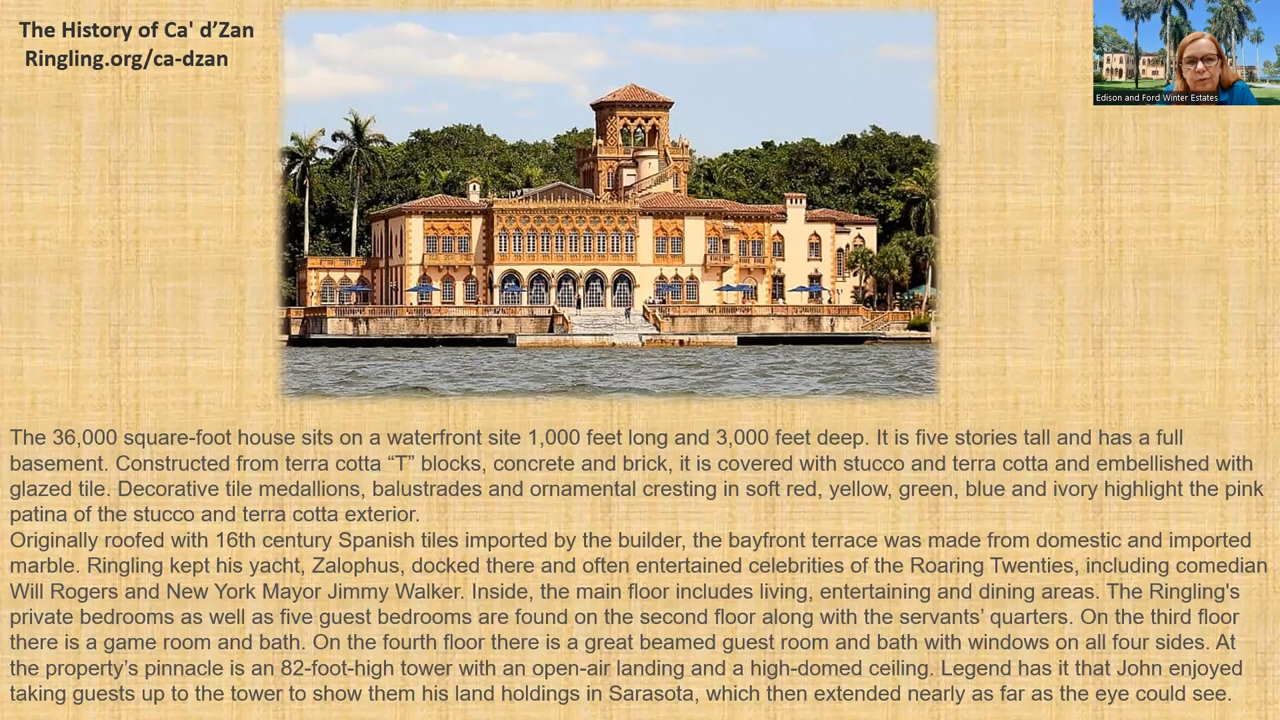 The History of Ca' d’Zan
Ringling.org/ca-dzan
Edison and Ford Winter Estates
The 36,000 square-foot house sits on a waterfront site 1,000 feet long and 3,000 feet deep. It is five stories tall and has a full
basement. Constructed from terra cotta “T” blocks, concrete and brick, it is covered with stucco and terra cotta and embellished with
glazed tile. Decorative tile medallions, balustrades and ornamental cresting in soft red, yellow, green, blue and ivory highlight the pink
patina of the stucco and terra cotta exterior.
Originally roofed with 16th century Spanish tiles imported by the builder, the bayfront terrace was made from domestic and imported
marble. Ringling kept his yacht, Zalophus, docked there and often entertained celebrities of the Roaring Twenties, including comedian
Will Rogers and New York Mayor Jimmy Walker. Inside, the main floor includes living, entertaining and dining areas. The Ringling's
private bedrooms as well as five guest bedrooms are found on the second floor along with the servants’ quarters. On the third floor
there is a game room and bath. On the fourth floor there is a great beamed guest room and bath with windows on all four sides. At
the property’s pinnacle is an 82-foot-high tower with an open-air landing and a high-domed ceiling. Legend has it that John enjoyed
taking guests up to the tower to show them his land holdings in Sarasota, which then extended nearly as far as the eye could see.